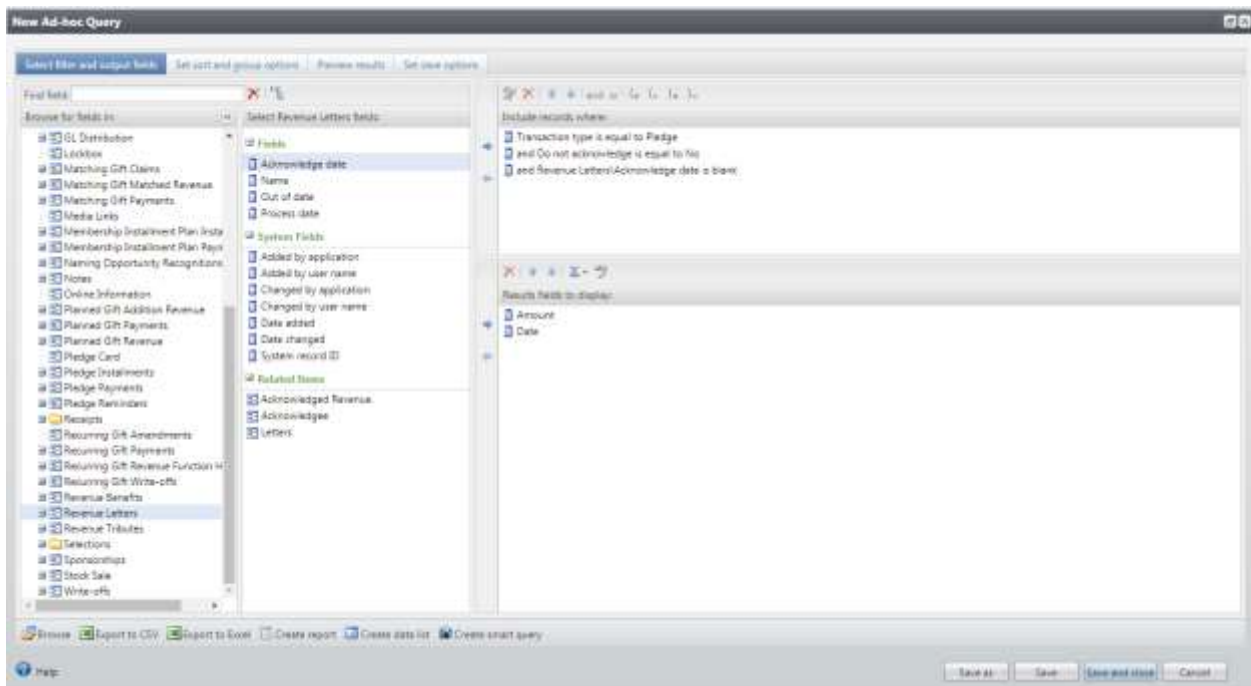 New Ad-hoc Query
Select filter and output fields
Set sort and group options
Preview results
Set save options
Find field:
Browse for fields in:
GL Distribution
Lockbox
Matching Gift Claims
Matching Gift Matched Revenue
Matching Gift Payments
Media Links
Membership Installment Plan Insta
Membership Installment Plan Paym
Naming Opportunity Recognitions
Notes
Online Information
Planned Gift Addition Revenue
Planned Gift Payments
Planned Gift Revenue
Pledge Card
Pledge Installments
Pledge Payments
Pledge Reminders
Receipts
Recurring Gift Amendments
Recurring Gift Payments
Recurring Gift Revenue Function
Recurring Gift Write-offs
Revenue Benefits
Revenue Letters
Revenue Tributes
Selections
Sponsorships
Stock Sale
Write-offs
Select Revenue Letters fields:
Fields
Acknowledge date
Name
Out of date
Process date
System Fields
Added by application
Added by user name
Changed by application
Changed by user name
Date added
Date changed
System record ID
Related Items
Acknowledged Revenue
Acknowledgee
Letters
and or
Include records where:
Transaction type is equal to Pledge
and Do not acknowledge is equal to No
and Revenue Letters\Acknowledge date is blank
Results fields to display:
Amount
Date
Browse
Export to CSV
Export to Excel
Create report
Create data list
Create smart query
Help
Save as
Save
Save and close
Cancel